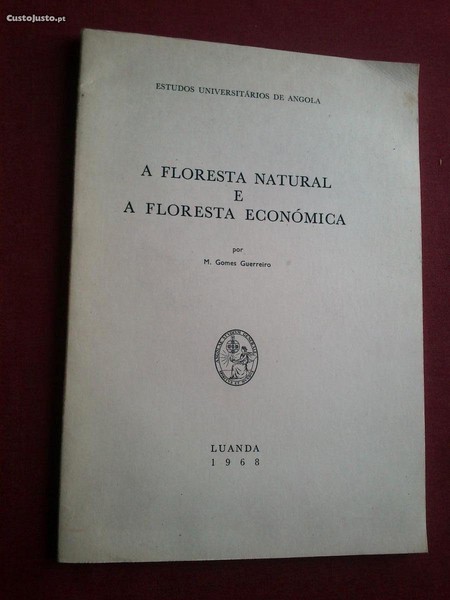 CustoJusto.pt
ESTUDOS UNIVERSITÁRIOS DE ANGOLA
A FLORESTA NATURAL
E
A FLORESTA ECONÓMICA
por
M. Gomes Guerreiro
LUANDA
1968